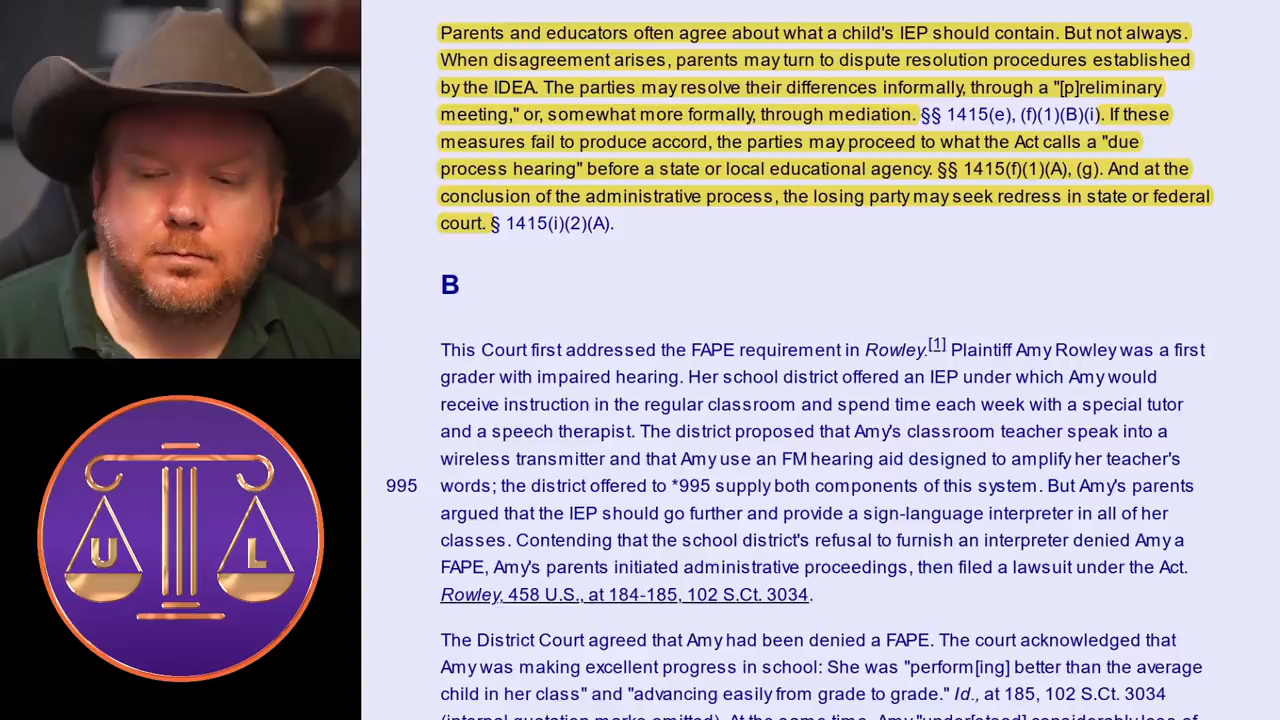 Parents and educators often agree about what a child's IEP should contain. But not always.
When disagreement arises, parents may turn to dispute resolution procedures established
by the IDEA. The parties may resolve their differences informally, through a "[p]reliminary
meeting," or, somewhat more formally, through mediation. §§ 1415(e), (f)(1)(B)(i). If these
measures fail to produce accord, the parties may proceed to what the Act calls a "due
process hearing" before a state or local educational agency. §§ 1415(f)(1)(A), (g). And at the
conclusion of the administrative process, the losing party may seek redress in state or federal
court. § 1415(i)(2)(A).
B
This Court first addressed the FAPE requirement in Rowley.[1] Plaintiff Amy Rowley was a first
grader with impaired hearing. Her school district offered an IEP under which Amy would
receive instruction in the regular classroom and spend time each week with a special tutor
and a speech therapist. The district proposed that Amy's classroom teacher speak into a
wireless transmitter and that Amy use an FM hearing aid designed to amplify her teacher's
995 words; the district offered to *995 supply both components of this system. But Amy's parents
argued that the IEP should go further and provide a sign-language interpreter in all of her
classes. Contending that the school district's refusal to furnish an interpreter denied Amy a
FAPE, Amy's parents initiated administrative proceedings, then filed a lawsuit under the Act.
Rowley, 458 U.S., at 184-185, 102 S.Ct. 3034.
The District Court agreed that Amy had been denied a FAPE. The court acknowledged that
Amy was making excellent progress in school: She was "perform[ing] better than the average
child in her class" and "advancing easily from grade to grade." Id., at 185, 102 S.Ct. 3034
(internal quotation marks omitted). At the same time, Amy "under[stood] considerably less of
U L